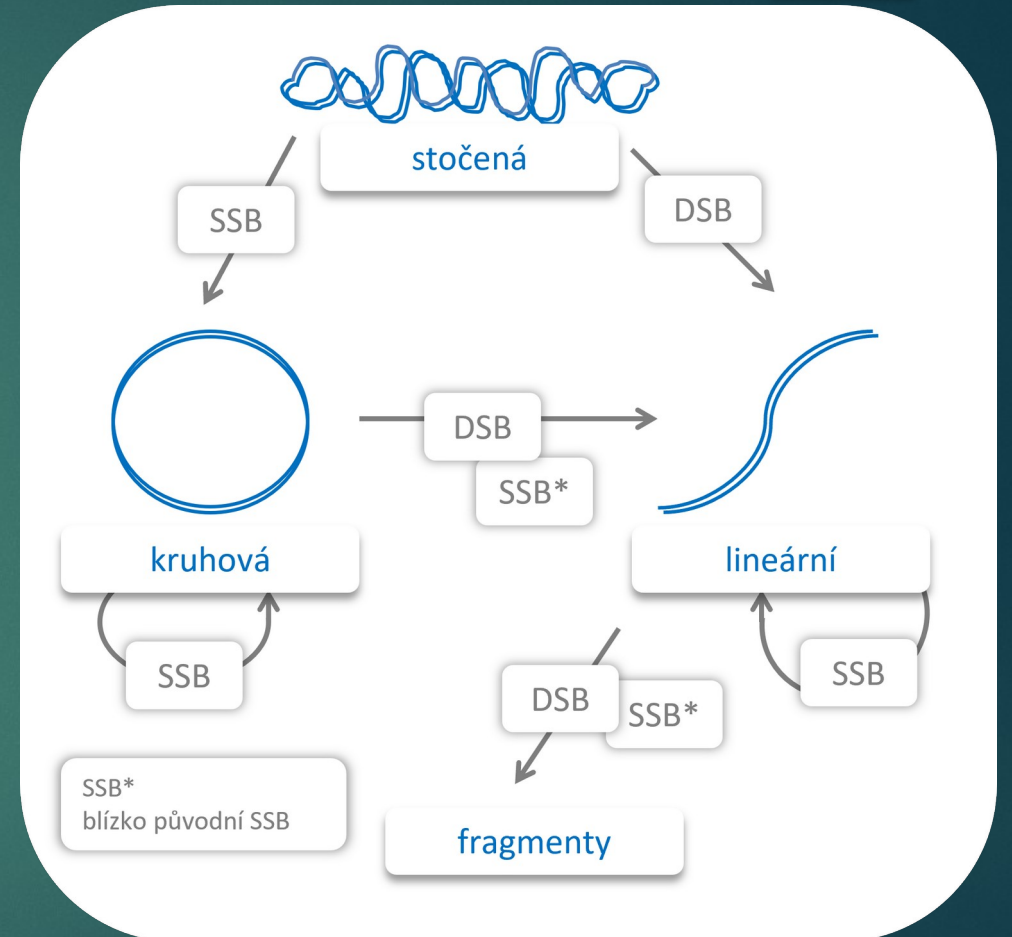 stočená
SSB
DSB
DSB
SSB*
kruhová
lineární
SSB
SSB
DSB
SSB*
SSB*
blízko původní SSB
fragmenty